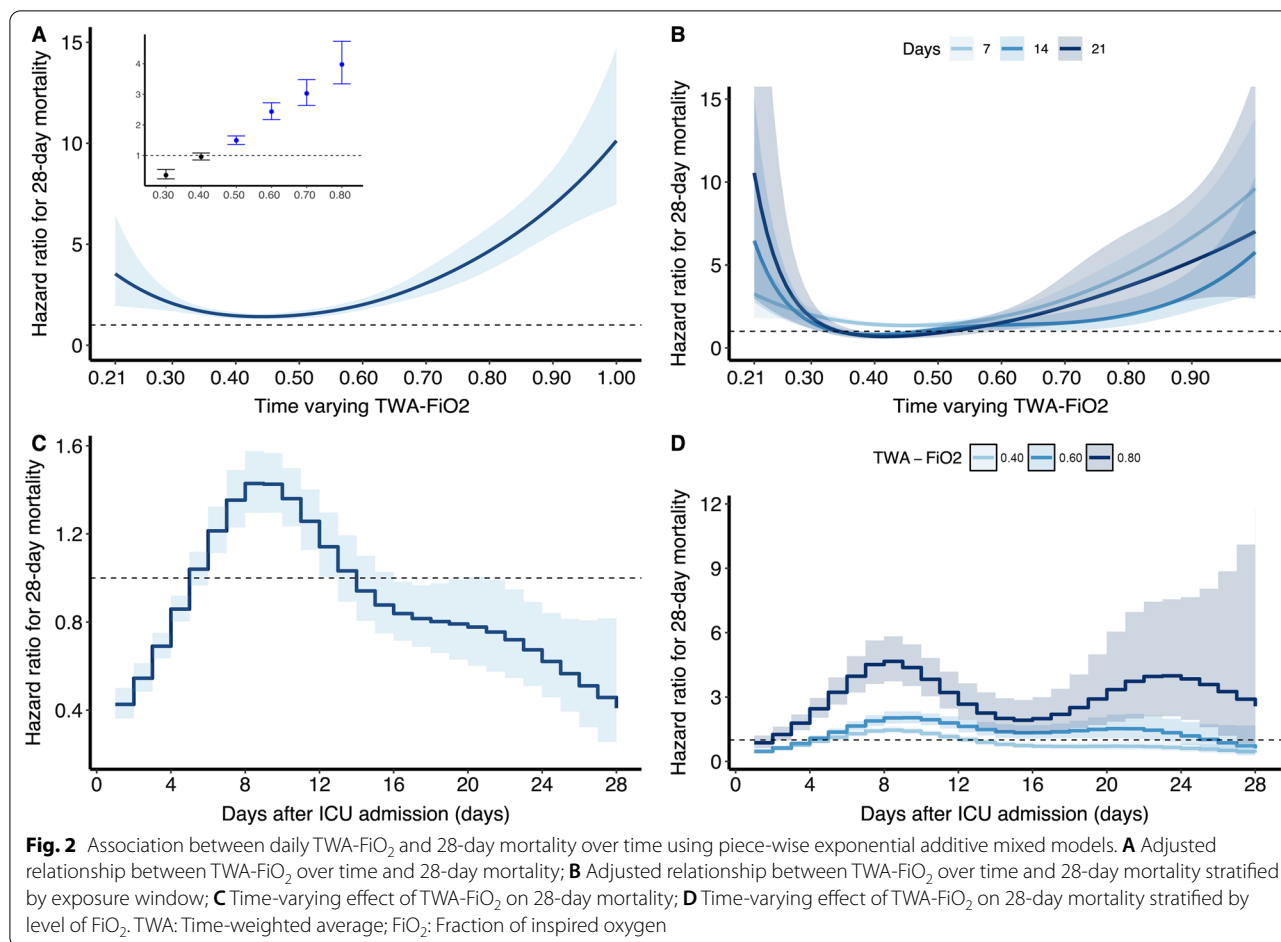 A
Hazard ratio for 28-day mortality
15
10
5
0
4
3
2
1
0.30 0.40 0.50 0.60 0.70 0.80
0.21 0.30 0.40 0.50 0.60 0.70 0.80 0.90 1.00
Time varying TWA-FiO2
B
Days 7 14 21
Hazard ratio for 28-day mortality
15
10
5
0
0.21 0.30 0.40 0.50 0.60 0.70 0.80 0.90
Time varying TWA-FiO2
C
Hazard ratio for 28-day mortality
1.6
1.2
0.8
0.4
0 4 8 12 16 20 24 28
Days after ICU admission (days)
D
TWA – FiO2 0.40 0.60 0.80
Hazard ratio for 28-day mortality
12
9
6
3
0
0 4 8 12 16 20 24 28
Days after ICU admission (days)
Fig. 2 Association between daily TWA-FiO₂ and 28-day mortality over time using piece-wise exponential additive mixed models. A Adjusted
relationship between TWA-FiO₂ over time and 28-day mortality; B Adjusted relationship between TWA-FiO₂ over time and 28-day mortality stratified
by exposure window; C Time-varying effect of TWA-FiO₂ on 28-day mortality; D Time-varying effect of TWA-FiO₂ on 28-day mortality stratified by
level of FiO₂. TWA: Time-weighted average; FiO₂: Fraction of inspired oxygen